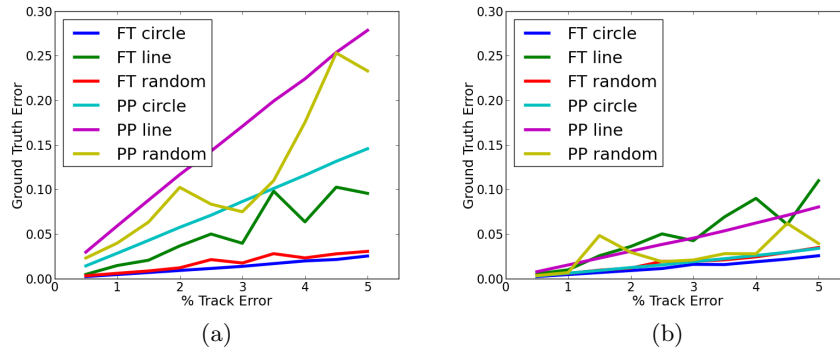 0.30
0.25
0.20
0.15
0.10
0.05
0.00
Ground Truth Error
FT circle
FT line
FT random
PP circle
PP line
PP random
0 1 2 3 4 5
% Track Error
(a)
0.30
0.25
0.20
0.15
0.10
0.05
0.00
Ground Truth Error
FT circle
FT line
FT random
PP circle
PP line
PP random
0 1 2 3 4 5
% Track Error
(b)